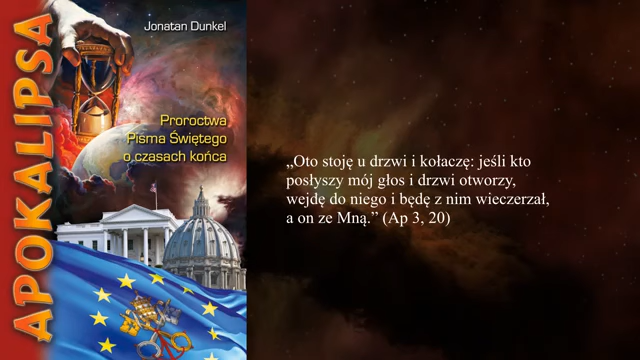 APOKALIPSA
Jonatan Dunkel
Proroctwa
Pisma Świętego
o czasach końca
„Oto stoję u drzwi i kołaczę: jeśli kto
posłyszy mój głos i drzwi otworzy,
wejdę do niego i będę z nim wieczerzał,
a on ze Mną.” (Ap 3, 20)